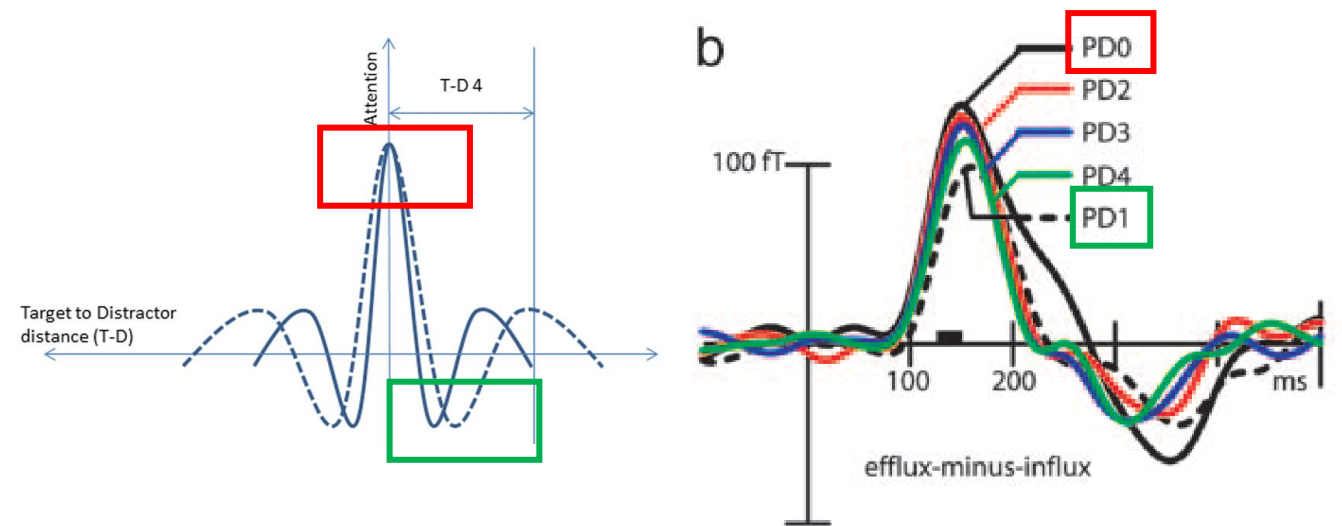 Attention
T-D 4
Target to Distractor
distance (T-D)
b
PD0
PD2
PD3
PD4
PD1
100 fT
100
200
ms
efflux-minus-influx